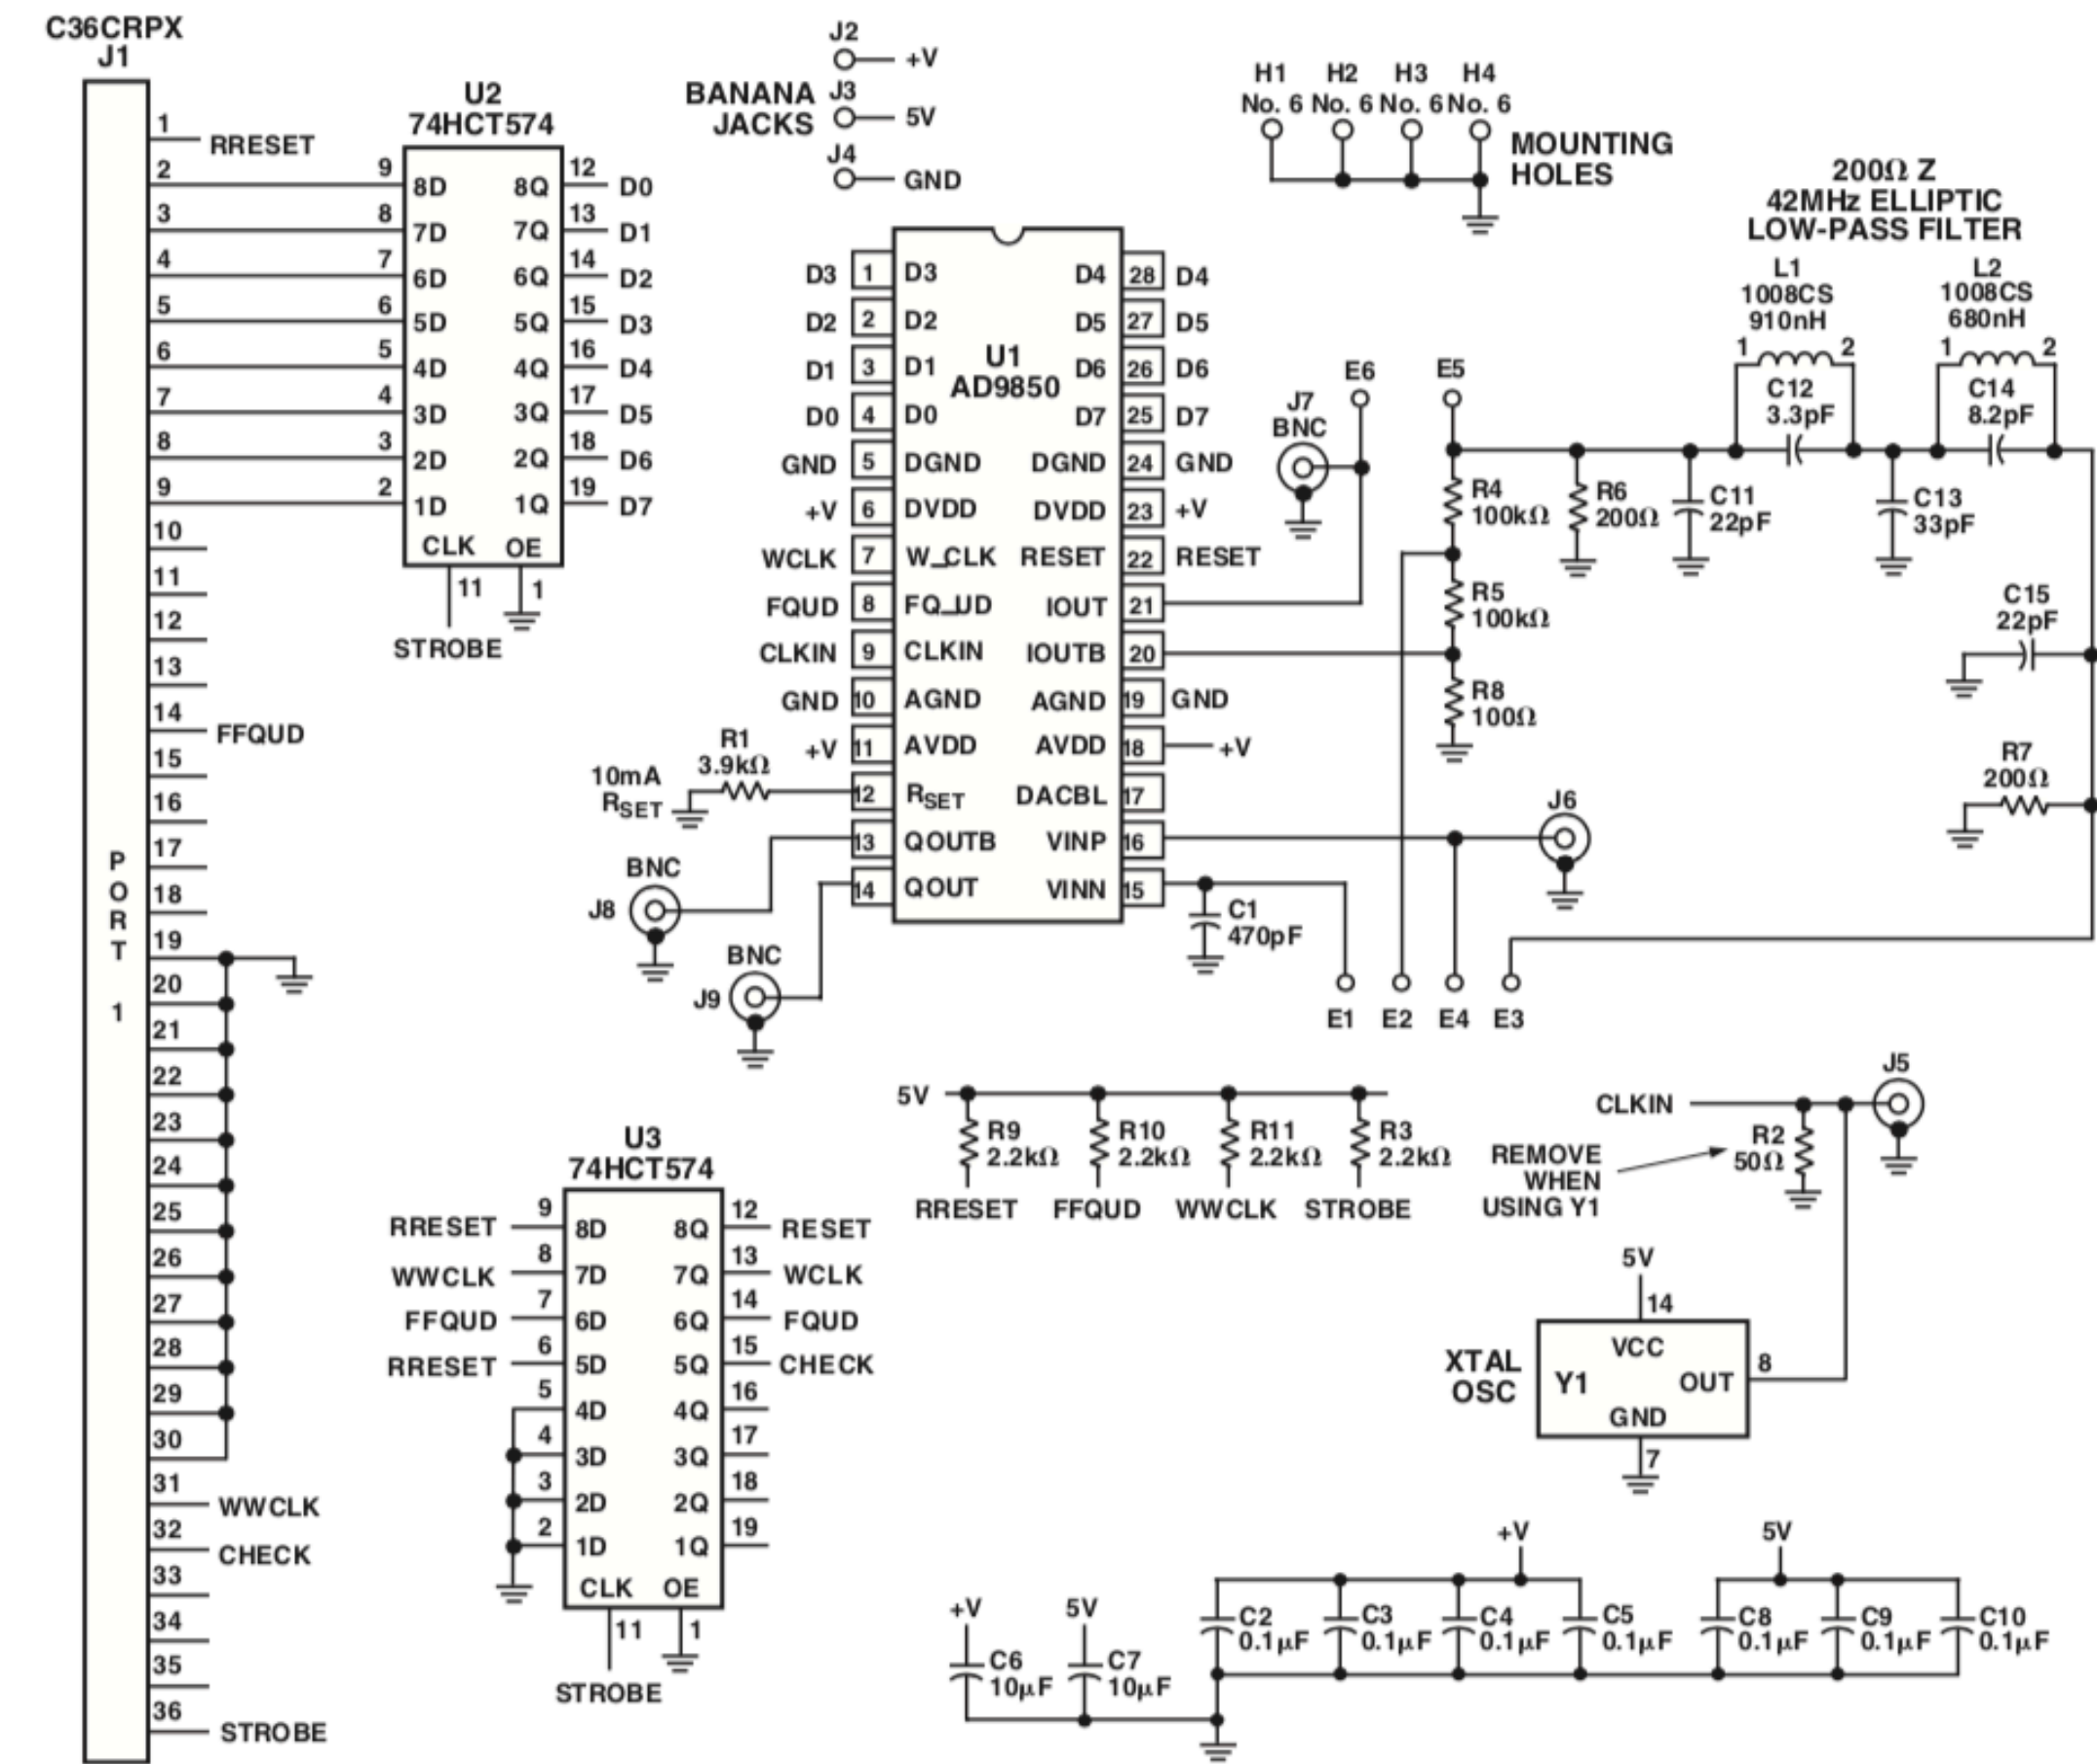 C36CRPX
J1
PORT 1
1
RRESET
2
3
4
5
6
7
8
9
10
11
12
13
14
FFQUD
15
16
17
18
19
20
21
22
23
24
25
26
27
28
29
30
31
WWCLK
32
CHECK
33
34
35
36
STROBE
U2
74HCT574
9 8D 8Q 12 D0
8 7D 7Q 13 D1
7 6D 6Q 14 D2
6 5D 5Q 15 D3
5 4D 4Q 16 D4
4 3D 3Q 17 D5
3 2D 2Q 18 D6
2 1D 1Q 19 D7
CLK OE
11 1
STROBE
BANANA
JACKS
J2
+V
J3
5V
J4
GND
H1 H2 H3 H4
No. 6 No. 6 No. 6 No. 6
MOUNTING
HOLES
U1
AD9850
D3 1 D3 D4 28 D4
D2 2 D2 D5 27 D5
D1 3 D1 D6 26 D6
D0 4 D0 D7 25 D7
GND 5 DGND DGND 24 GND
+V 6 DVDD DVDD 23 +V
WCLK 7 W_CLK RESET 22 RESET
FQUD 8 FQ_UD IOUT 21
CLKIN 9 CLKIN IOUTB 20
GND 10 AGND AGND 19 GND
+V 11 AVDD AVDD 18 +V
12 RSET DACBL 17
13 QOUTB VINP 16
14 QOUT VINN 15
R1
3.9kΩ
10mA
RSET
BNC
J8
BNC
J9
J7
BNC
E6
E5
R4
100kΩ
R5
100kΩ
R8
100Ω
R6
200Ω
200Ω Z
42MHz ELLIPTIC
LOW-PASS FILTER
L1
1008CS
910nH
1 2
C12
3.3pF
L2
1008CS
680nH
1 2
C14
8.2pF
C11
22pF
C13
33pF
C15
22pF
R7
200Ω
J6
C1
470pF
E1 E2 E4 E3
5V
R9
2.2kΩ
R10
2.2kΩ
R11
2.2kΩ
R3
2.2kΩ
RRESET FFQUD WWCLK STROBE
J5
CLKIN
R2
50Ω
REMOVE
WHEN
USING Y1
5V
14
VCC
XTAL
OSC
Y1
OUT
8
GND
7
U3
74HCT574
RRESET 9 8D 8Q 12 RESET
WWCLK 8 7D 7Q 13 WCLK
FFQUD 7 6D 6Q 14 FQUD
RRESET 6 5D 5Q 15 CHECK
5 4D 4Q 16
4 3D 3Q 17
3 2D 2Q 18
2 1D 1Q 19
CLK OE
11 1
STROBE
+V
C6
10μF
5V
C7
10μF
+V
C2
0.1μF
C3
0.1μF
C4
0.1μF
C5
0.1μF
5V
C8
0.1μF
C9
0.1μF
C10
0.1μF